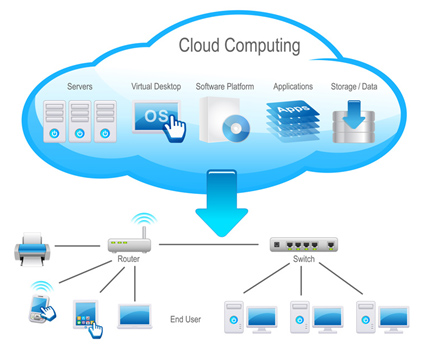 Cloud Computing
Servers
Virtual Desktop
Software Platform
Applications
Storage / Data
OS
Apps
Router
Switch
End User